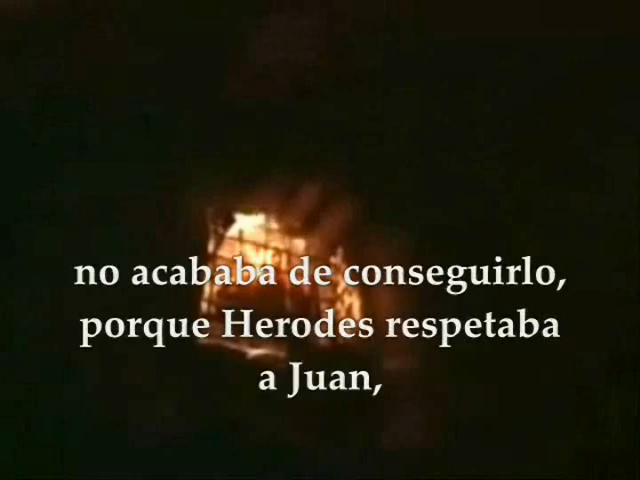 no acababa de conseguirlo,
porque Herodes respetaba
a Juan,